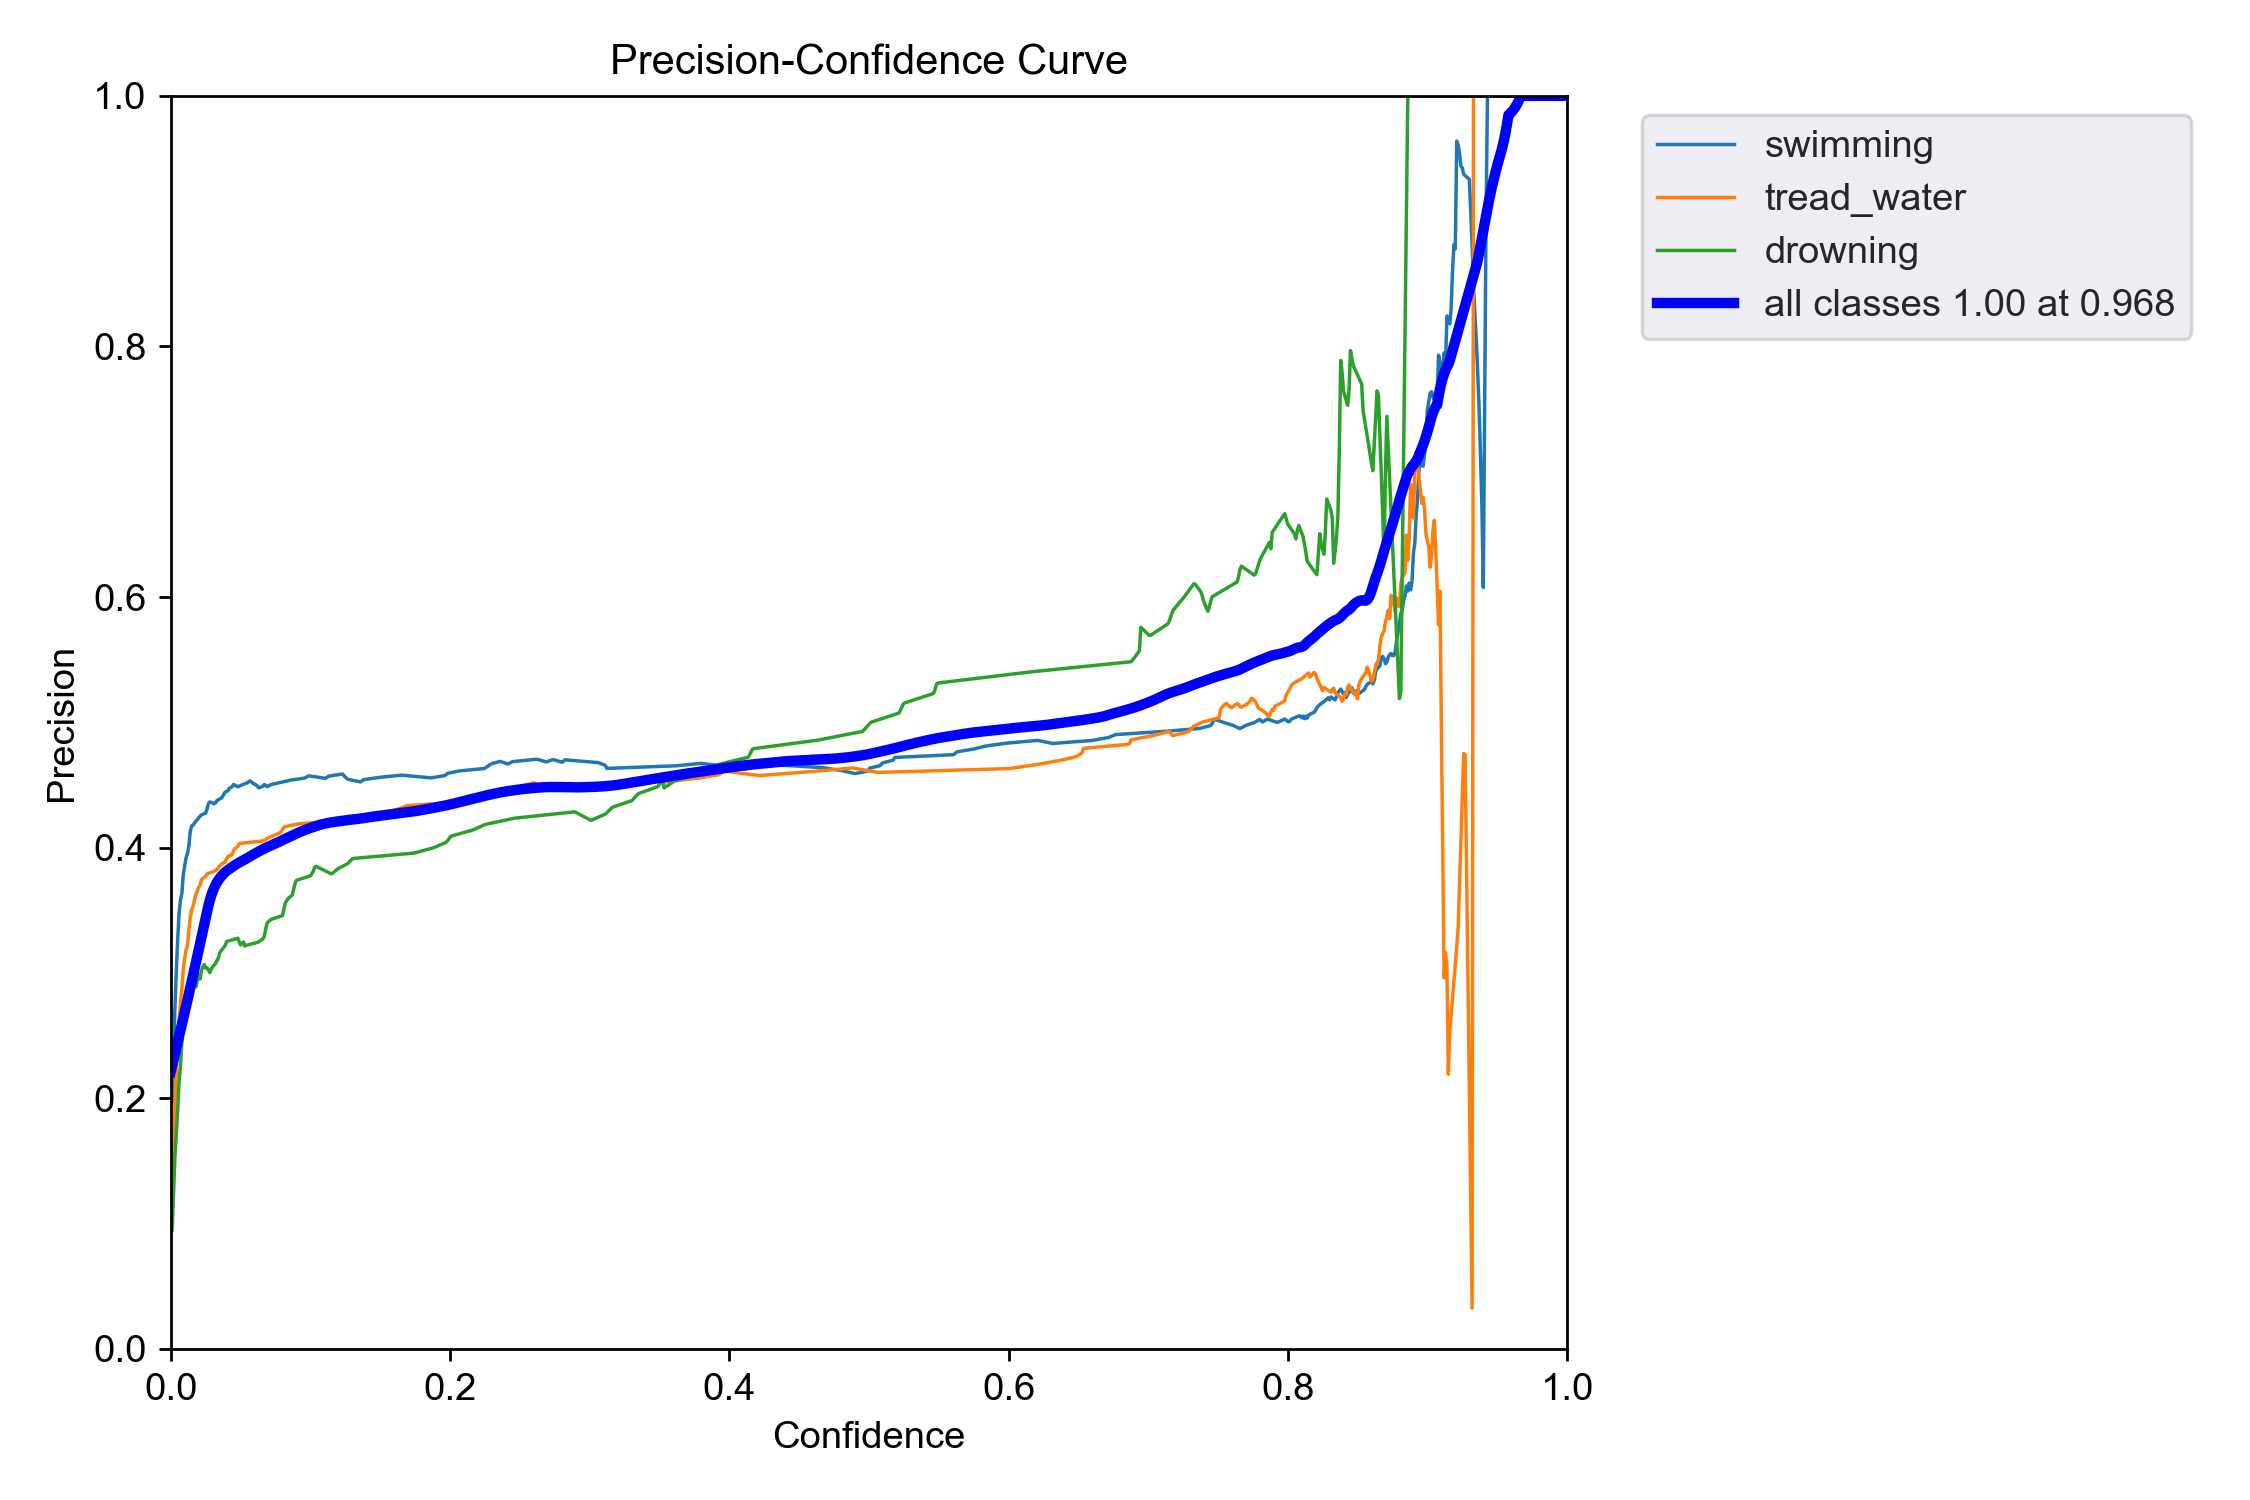 Precision-Confidence Curve
1.0
0.8
0.6
0.4
0.2
0.0
Precision
0.0 0.2 0.4 0.6 0.8 1.0
Confidence
swimming
tread_water
drowning
all classes 1.00 at 0.968